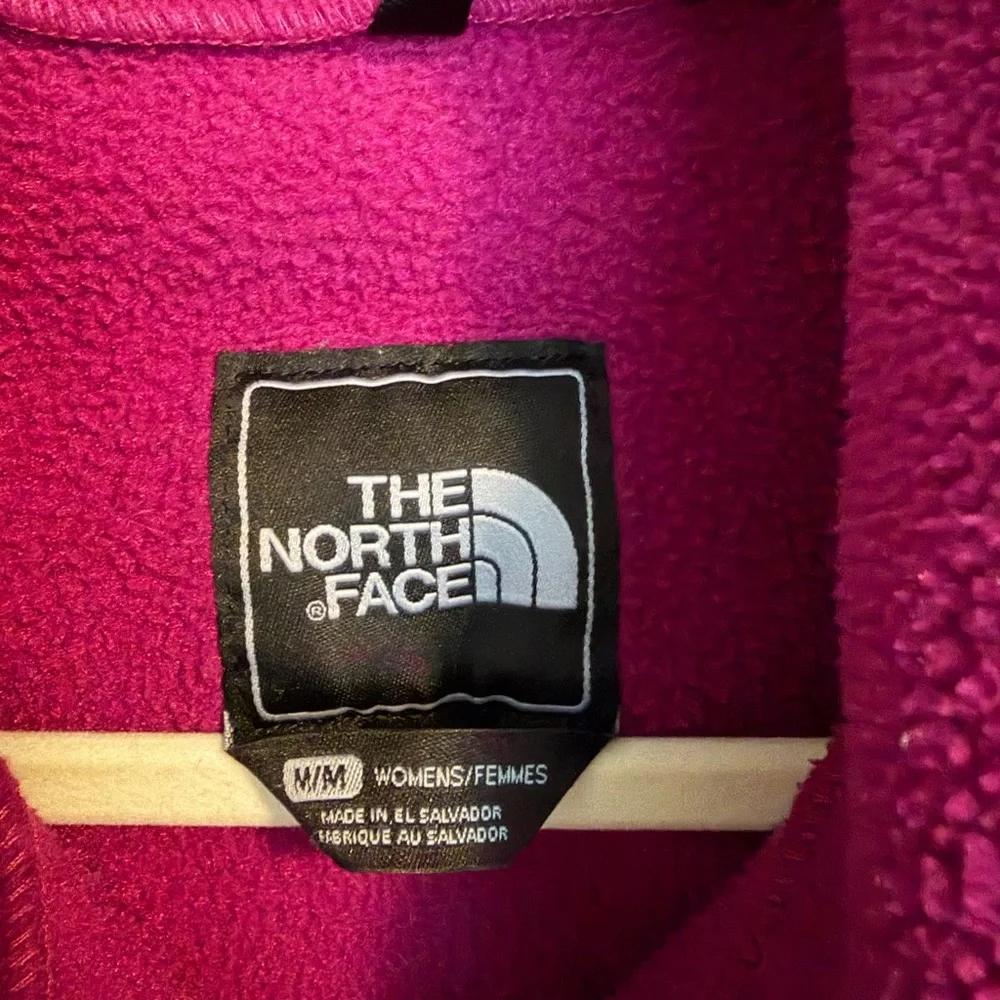 THE
NORTH
®FACE
M/M WOMENS/FEMMES
MADE IN EL SALVADOR
FABRIQUE AU SALVADOR